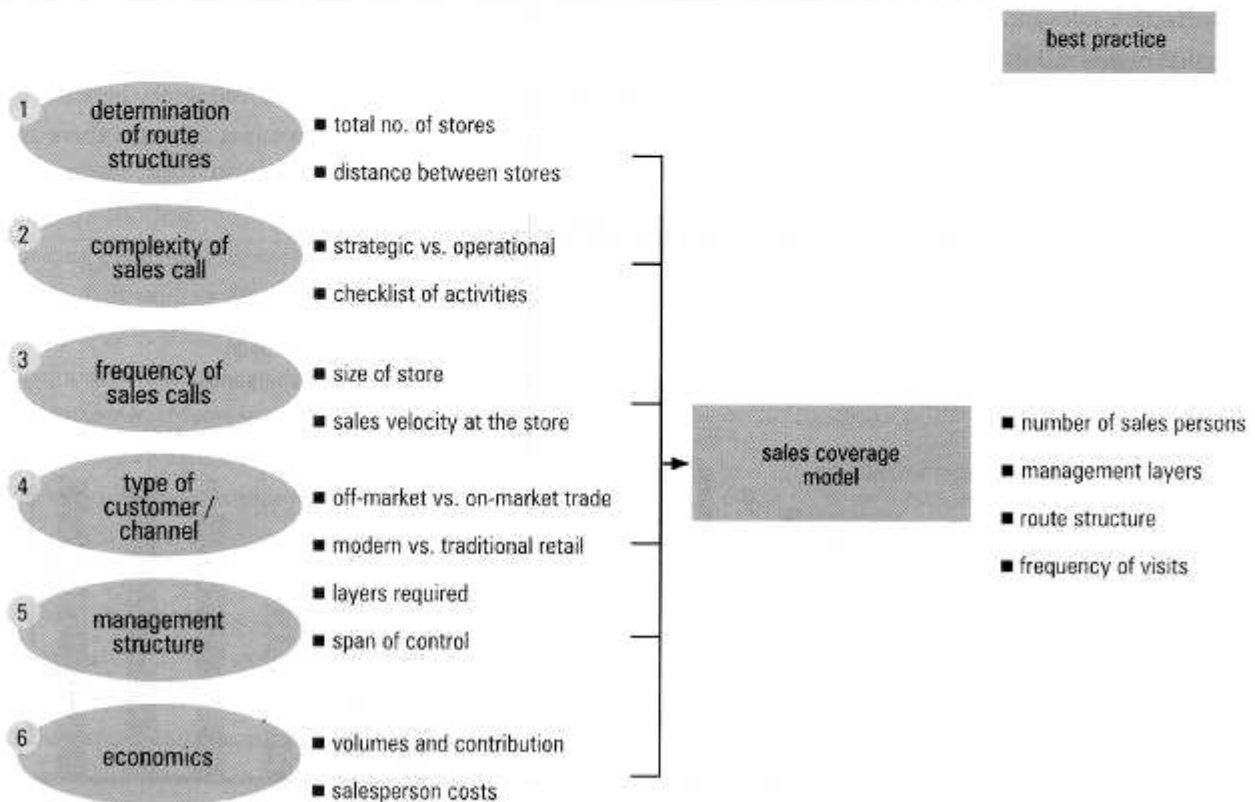 best practice
1
determination
of route
structures
■ total no. of stores
■ distance between stores
2
complexity of
sales call
■ strategic vs. operational
■ checklist of activities
3
frequency of
sales calls
■ size of store
■ sales velocity at the store
4
type of
customer /
channel
■ off-market vs. on-market trade
■ modern vs. traditional retail
5
management
structure
■ layers required
■ span of control
6
economics
■ volumes and contribution
■ salesperson costs
sales coverage
model
■ number of sales persons
■ management layers
■ route structure
■ frequency of visits